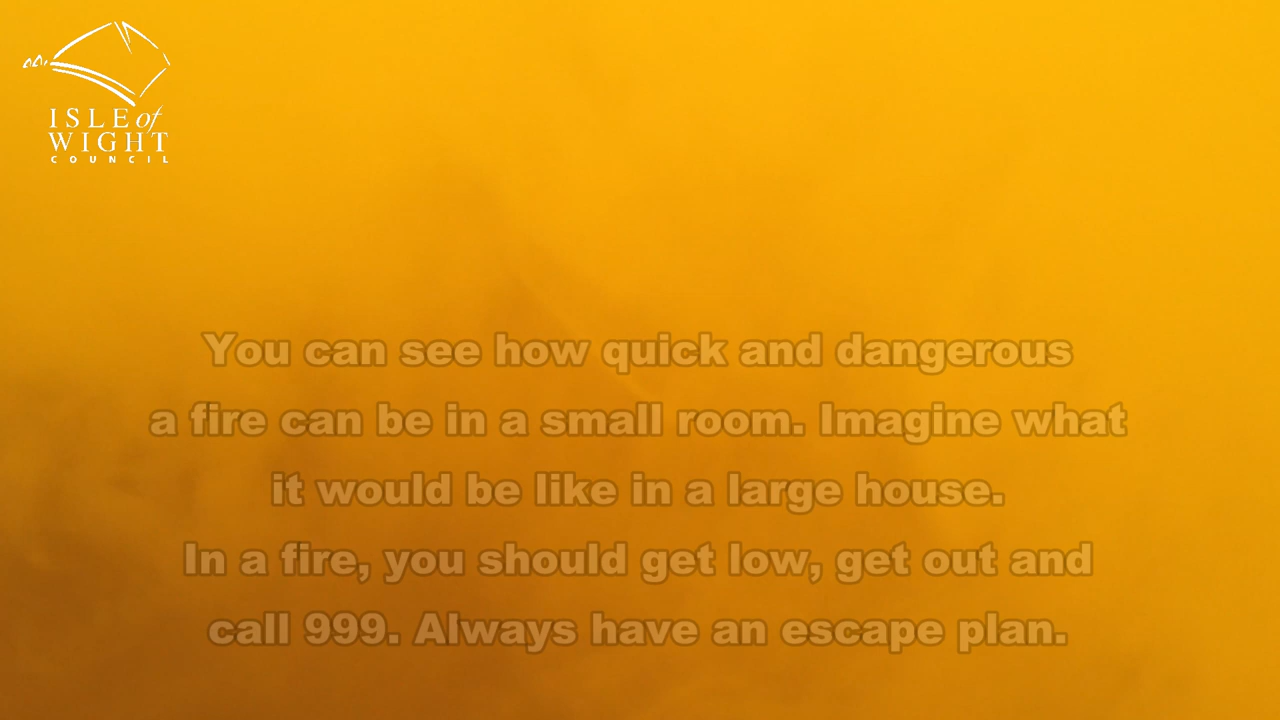 ISLE of
WIGHT
COUNCIL
You can see how quick and dangerous
a fire can be in a small room. Imagine what
it would be like in a large house.
In a fire, you should get low, get out and
call 999. Always have an escape plan.